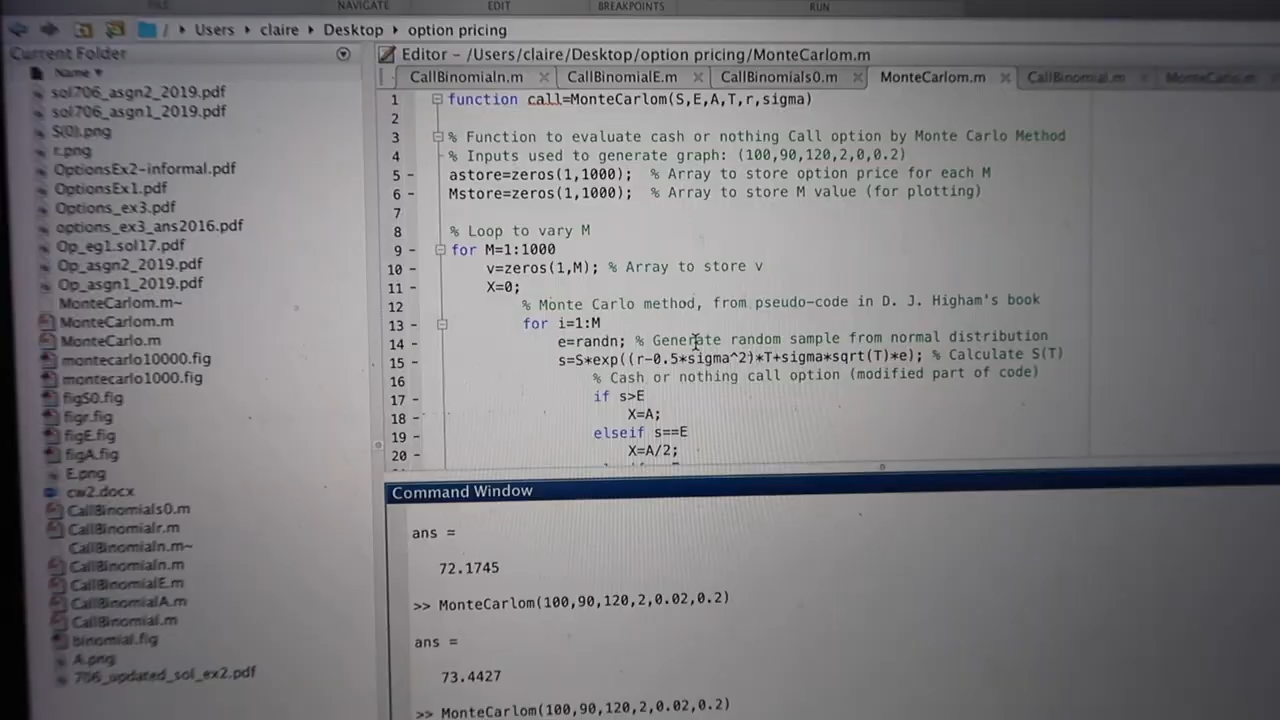 FILE NAVIGATE EDIT BREAKPOINTS RUN
/ Users claire Desktop option pricing
Current Folder
Name
sol706_asgn2_2019.pdf
sol706_asgn1_2019.pdf
S(0).png
r.png
OptionsEx2-informal.pdf
OptionsEx1.pdf
Options_ex3.pdf
options_ex3_ans2016.pdf
Op_eg1.sol17.pdf
Op_asgn2_2019.pdf
Op_asgn1_2019.pdf
MonteCarlom.m~
MonteCarlom.m
MonteCarlo.m
montecarlo10000.fig
montecarlo1000.fig
figS0.fig
figr.fig
figE.fig
figA.fig
E.png
cw2.docx
CallBinomials0.m
CallBinomialr.m
CallBinomialn.m~
CallBinomialn.m
CallBinomialE.m
CallBinomialA.m
CallBinomial.m
binomial.fig
A.png
706_updated_sol_ex2.pdf
Editor - /Users/claire/Desktop/option pricing/MonteCarlom.m
CallBinomialn.m CallBinomialE.m CallBinomials0.m MonteCarlom.m CallBinomial.m MonteCarlo.m
1 function call=MonteCarlom(S,E,A,T,r,sigma)
2
3 % Function to evaluate cash or nothing Call option by Monte Carlo Method
4 % Inputs used to generate graph: (100,90,120,2,0,0.2)
5 - astore=zeros(1,1000); % Array to store option price for each M
6 - Mstore=zeros(1,1000); % Array to store M value (for plotting)
7
8 % Loop to vary M
9 - for M=1:1000
10 - v=zeros(1,M); % Array to store v
11 - X=0;
12 % Monte Carlo method, from pseudo-code in D. J. Higham's book
13 - for i=1:M
14 - e=randn; % Generate random sample from normal distribution
15 - s=S*exp((r-0.5*sigma^2)*T+sigma*sqrt(T)*e); % Calculate S(T)
16 % Cash or nothing call option (modified part of code)
17 - if s>E
18 - X=A;
19 - elseif s==E
20 - X=A/2;
Command Window
ans =
72.1745
>> MonteCarlom(100,90,120,2,0.02,0.2)
ans =
73.4427
>> MonteCarlom(100,90,120,2,0.02,0.2)